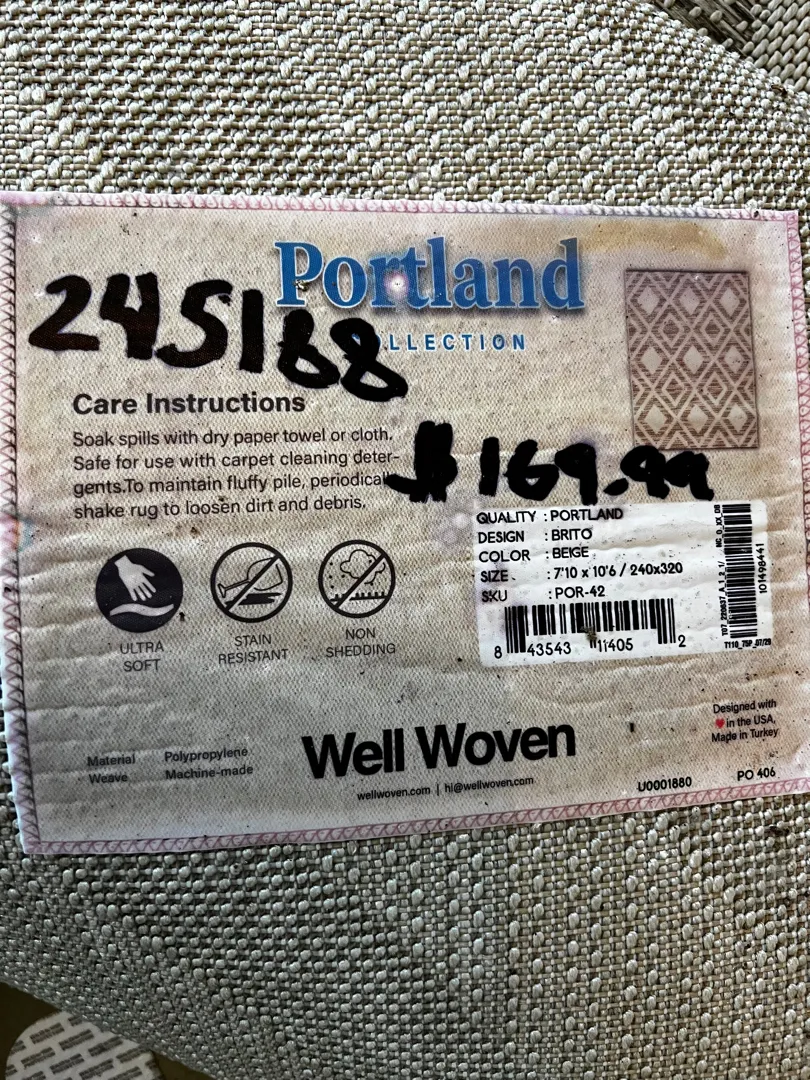 Portland
245188
LLECTION
Care Instructions
Soak spills with dry paper towel or cloth.
Safe for use with carpet cleaning deter-
gents.To maintain fluffy pile, periodicall
shake rug to loosen dirt and debris.
$169.99
QUALITY : PORTLAND
DESIGN : BRITO
COLOR : BEIGE
SIZE : 7'10 x 10'6 / 240x320
SKU : POR-42
8 43543 11405 2
101498441
ULTRA
SOFT
STAIN
RESISTANT
NON
SHEDDING
Material Polypropylene
Weave Machine-made
Well Woven
wellwoven.com | hi@wellwoven.com
Designed with
❤ in the USA,
Made in Turkey
U0001880
PO 406